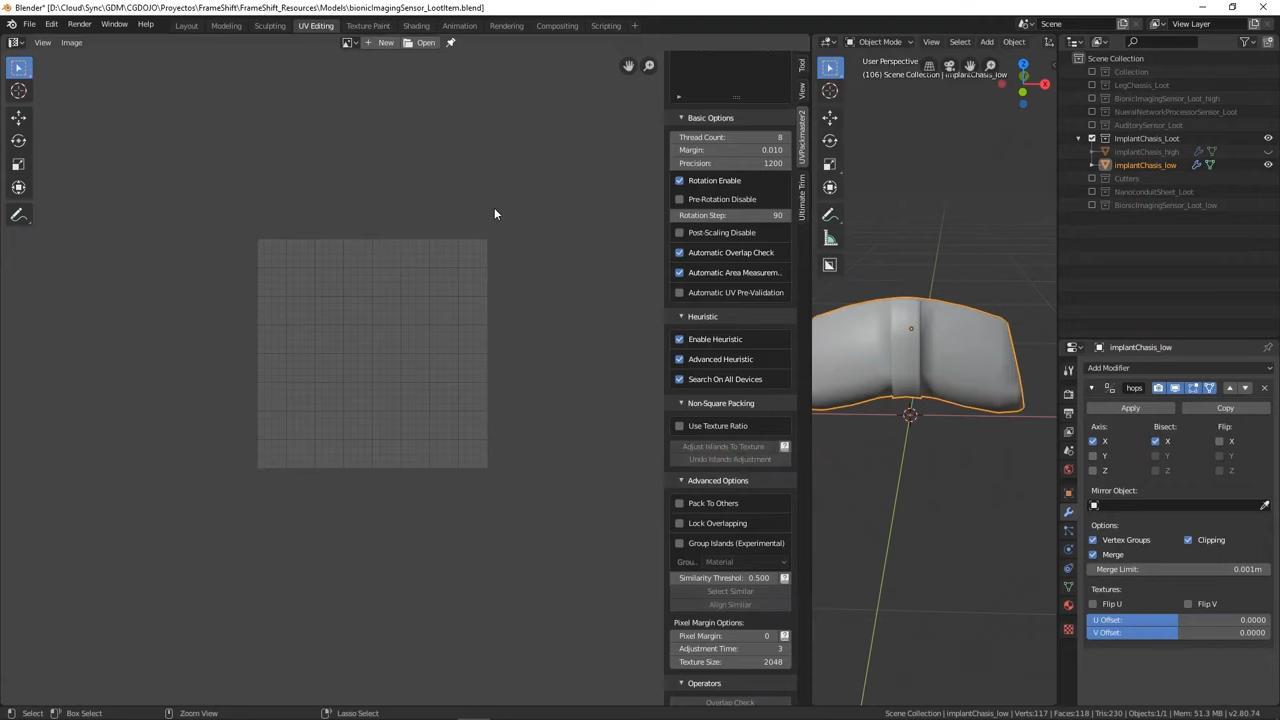 Blender* [D:\Cloud\Sync\GDM\CGDOJO\Proyectos\FrameShift\FrameShift_Resources\Models\bionicImagingSensor_LootItem.blend]
File Edit Render Window Help Layout Modeling Sculpting UV Editing Texture Paint Shading Animation Rendering Compositing Scripting + Scene View Layer
View Image New Open Object Mode View Select Add Object
User Perspective
(106) Scene Collection | implantChasis_low
Z
X
Tool
View
UVPackmaster2
Ultimate Trim
Basic Options
Thread Count: 8
Margin: 0.010
Precision: 1200
Rotation Enable
Pre-Rotation Disable
Rotation Step: 90
Post-Scaling Disable
Automatic Overlap Check
Automatic Area Measurem..
Automatic UV Pre-Validation
Heuristic
Enable Heuristic
Advanced Heuristic
Search On All Devices
Non-Square Packing
Use Texture Ratio
Adjust Islands To Texture ?
Undo Islands Adjustment
Advanced Options
Pack To Others
Lock Overlapping
Group Islands (Experimental)
Grou.. Material
Similarity Threshol: 0.500 ?
Select Similar
Align Similar
Pixel Margin Options:
Pixel Margin: 0 ?
Adjustment Time: 3
Texture Size: 2048
Operators
Overlap Check
Scene Collection
Collection
LegChassis_Loot
BionicImagingSensor_Loot_high
NueralNetworkProcessorSensor_Loot
AuditorySensor_Loot
ImplantChasis_Loot
implantChasis_high
implantChasis_low
Cutters
NanoconduitSheet_Loot
BionicImagingSensor_Loot_low
implantChasis_low
Add Modifier
hops
Apply Copy
Axis: Bisect: Flip:
X X X
Y Y Y
Z Z Z
Mirror Object:
Options:
Vertex Groups Clipping
Merge
Merge Limit: 0.001m
Textures:
Flip U Flip V
U Offset: 0.0000
V Offset: 0.0000
Select Box Select Zoom View Lasso Select Scene Collection | implantChasis_low | Verts:117 | Faces:118 | Tris:230 | Objects:1/1 | Mem: 51.3 MB | v2.80.74